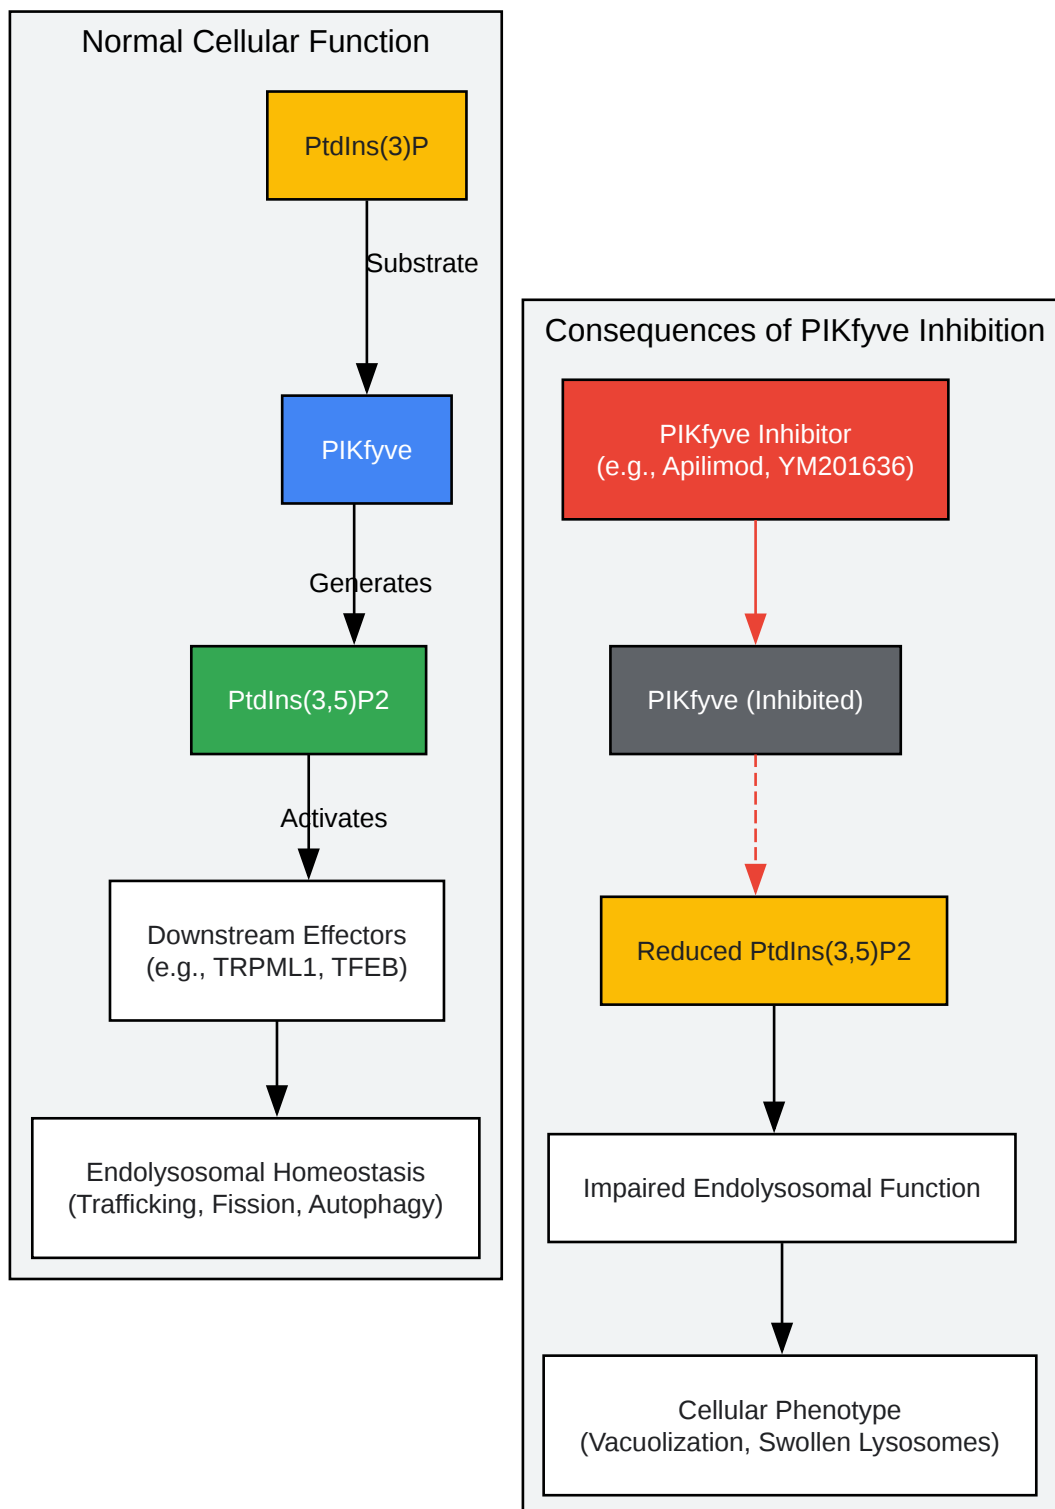 Normal Cellular Function
PtdIns(3)P
Substrate
PIKfyve
Generates
PtdIns(3,5)P2
Activates
Downstream Effectors
(e.g., TRPML1, TFEB)
Endolysosomal Homeostasis
(Trafficking, Fission, Autophagy)
Consequences of PIKfyve Inhibition
PIKfyve Inhibitor
(e.g., Apilimod, YM201636)
PIKfyve (Inhibited)
Reduced PtdIns(3,5)P2
Impaired Endolysosomal Function
Cellular Phenotype
(Vacuolization, Swollen Lysosomes)